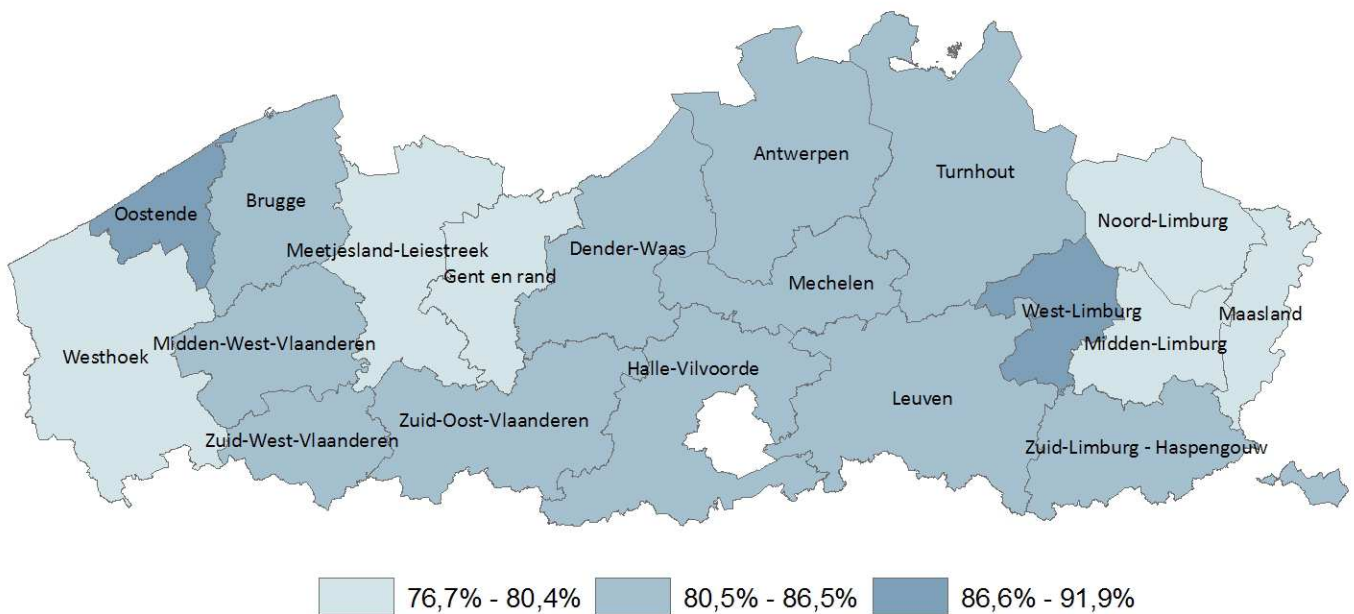 Antwerpen
Turnhout
Brugge
Oostende
Noord-Limburg
Meetjesland-Leiestreek
Dender-Waas
Gent en rand
Mechelen
West-Limburg
Maasland
Midden-West-Vlaanderen
Midden-Limburg
Westhoek
Halle-Vilvoorde
Leuven
Zuid-Oost-Vlaanderen
Zuid-West-Vlaanderen
Zuid-Limburg - Haspengouw
76,7% - 80,4% 80,5% - 86,5% 86,6% - 91,9%